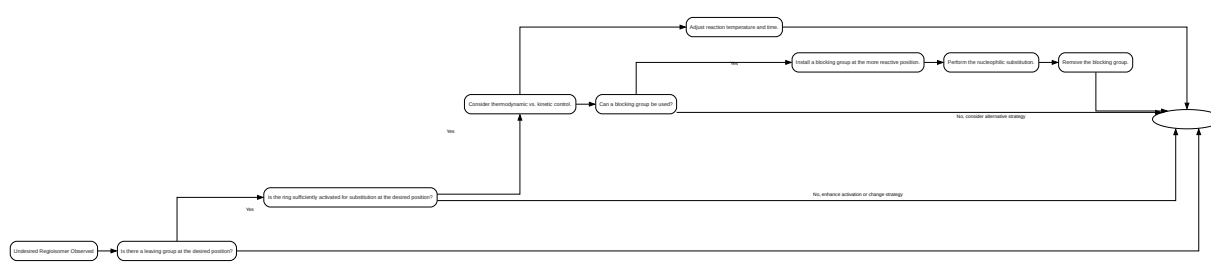 Adjust reaction temperature and time.
Yes
Install a blocking group at the more reactive position.
Perform the nucleophilic substitution.
Remove the blocking group.
Consider thermodynamic vs. kinetic control.
Can a blocking group be used?
No, consider alternative strategy
Yes
Is the ring sufficiently activated for substitution at the desired position?
No, enhance activation or change strategy
Yes
Undesired Regioisomer Observed
Is there a leaving group at the desired position?